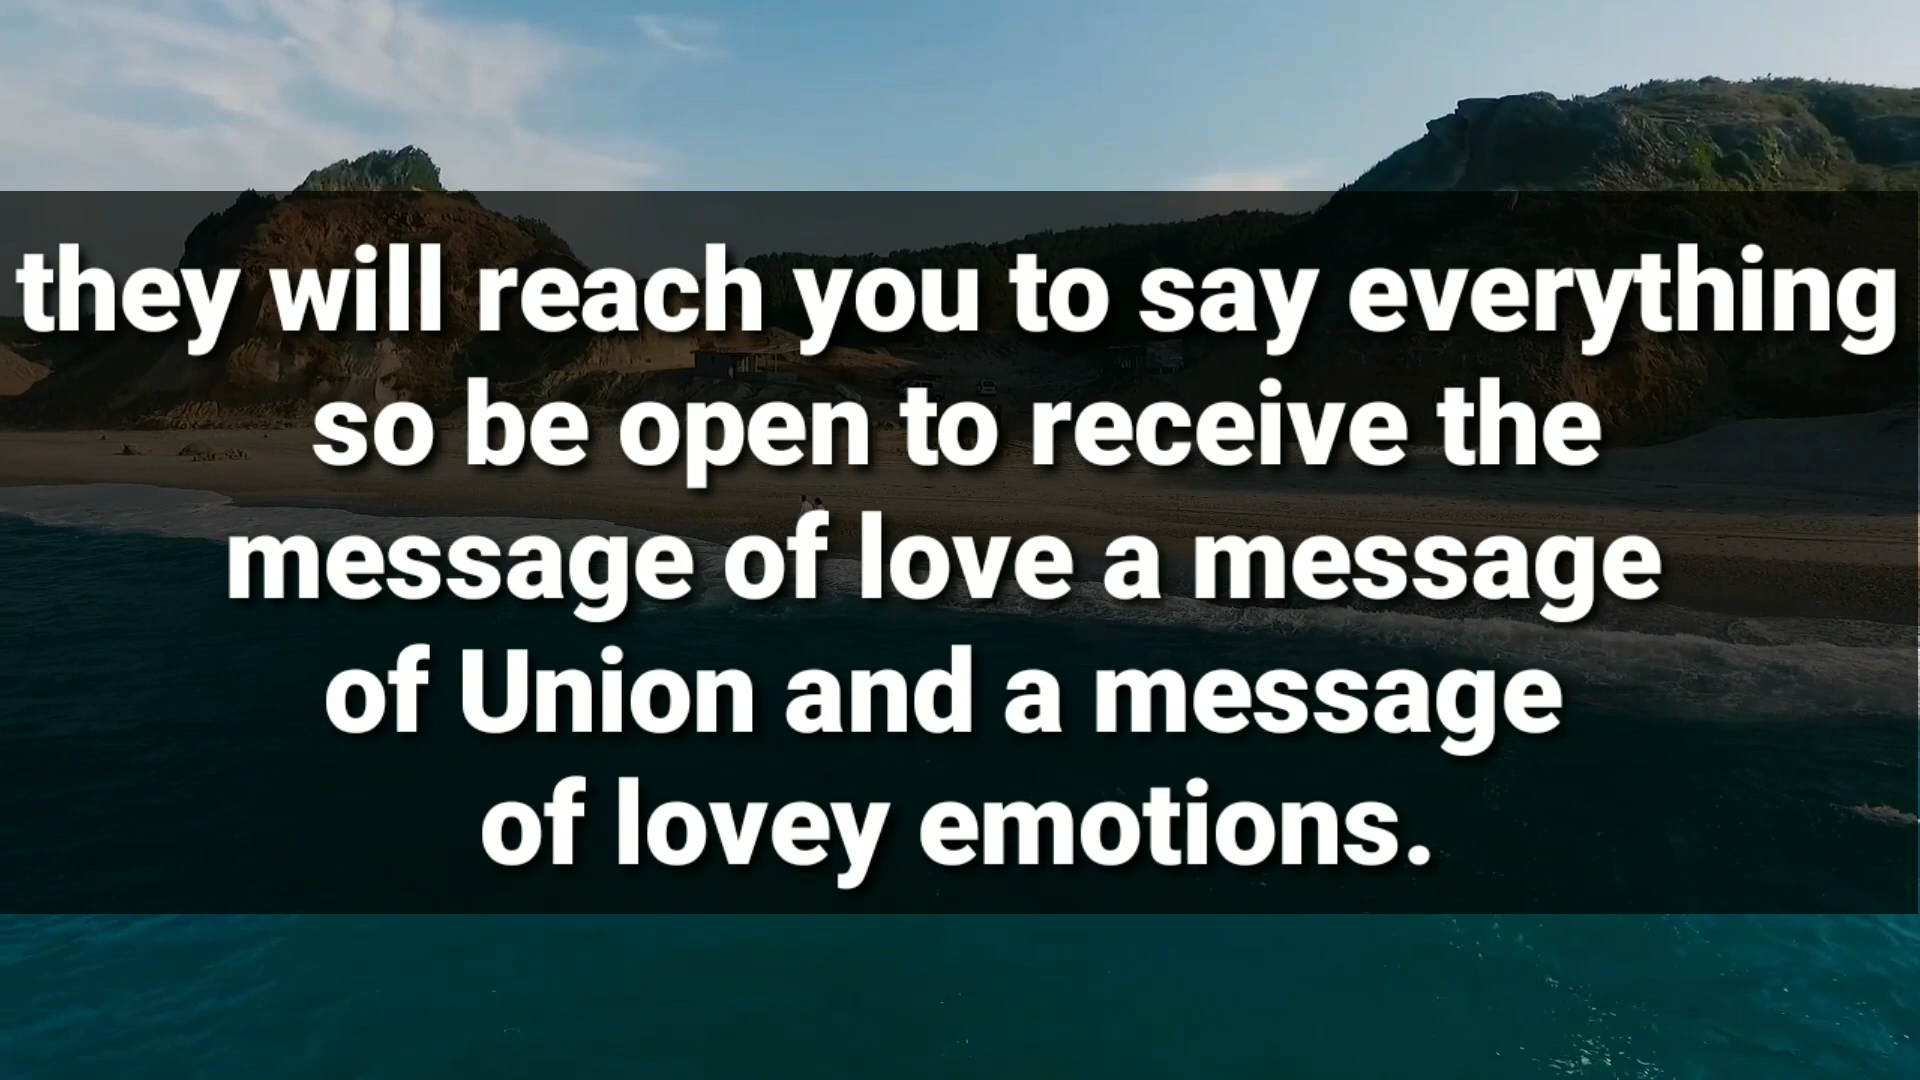 they will reach you to say everything
so be open to receive the
message of love a message
of Union and a message
of lovey emotions.